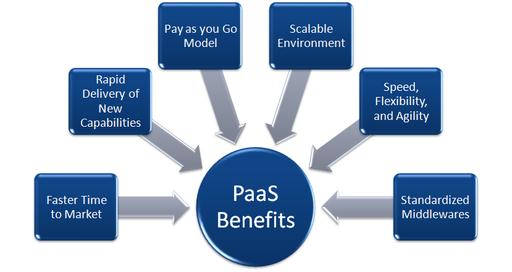 Pay as you Go
Model
Scalable
Environment
Rapid
Delivery of
New
Capabilities
Speed,
Flexibility,
and Agility
Faster Time
to Market
PaaS
Benefits
Standardized
Middlewares